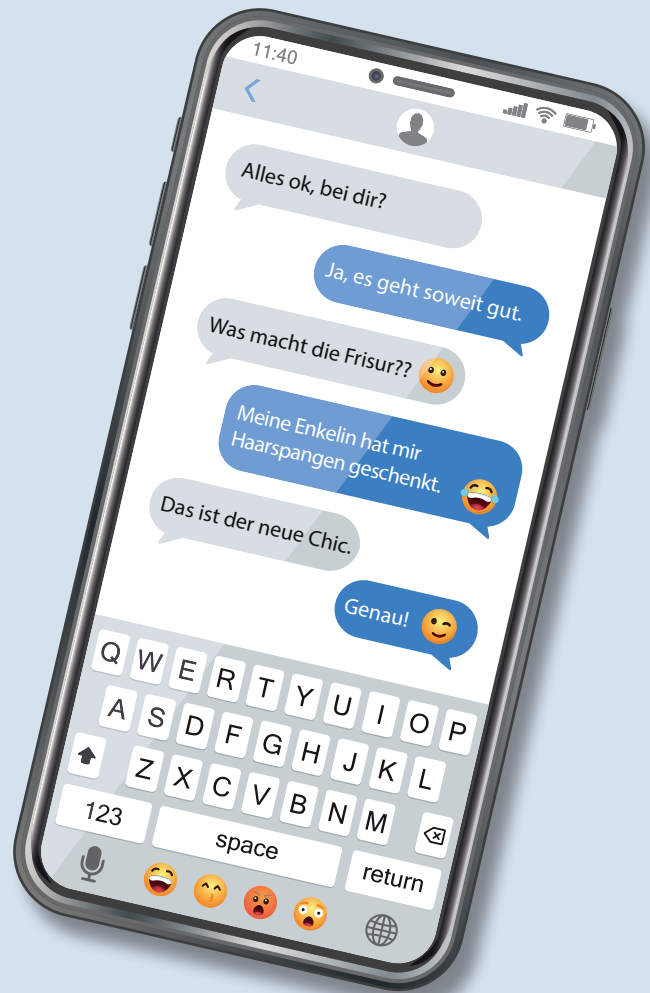 11:40
Alles ok, bei dir?
Ja, es geht soweit gut.
Was macht die Frisur?? 🙂
Meine Enkelin hat mir
Haarspangen geschenkt. 😂
Das ist der neue Chic.
Genau! 😉
Q W E R T Y U I O P
A S D F G H J K L
Z X C V B N M
123 space return